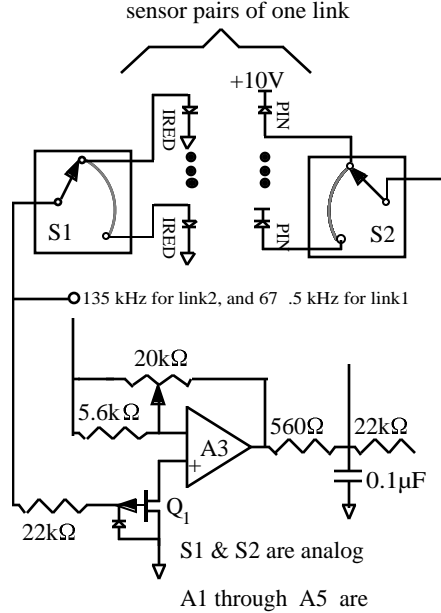 sensor pairs of one link
+10V
IRED
PIN
S1
S2
IRED
PIN
135 kHz for link2, and 67 .5 kHz for link1
20kΩ
5.6kΩ
A3
560Ω
22kΩ
+
0.1μF
22kΩ
Q1
S1 & S2 are analog
A1 through A5 are